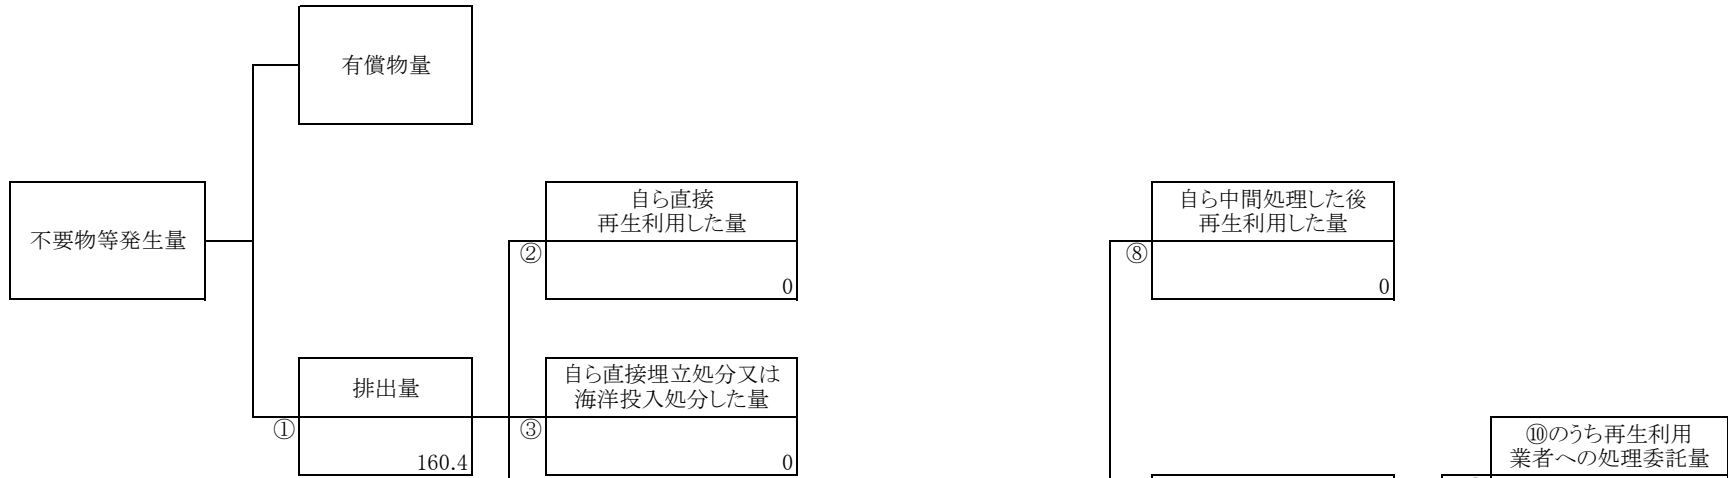 有償物量
不要物等発生量
自ら直接
再生利用した量
②
0
自ら中間処理した後
再生利用した量
⑧
0
排出量
①
160.4
自ら直接埋立処分又は
海洋投入処分した量
③
0
⑩のうち再生利用
業者への処理委託量